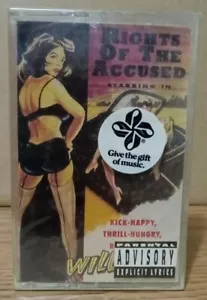 RIGHTS
OF THE
ACCUSED
STARRING IN
Give the gift
of music.
KICK-HAPPY,
THRILL-HUNGRY,
PARENTAL
ADVISORY
EXPLICIT LYRICS